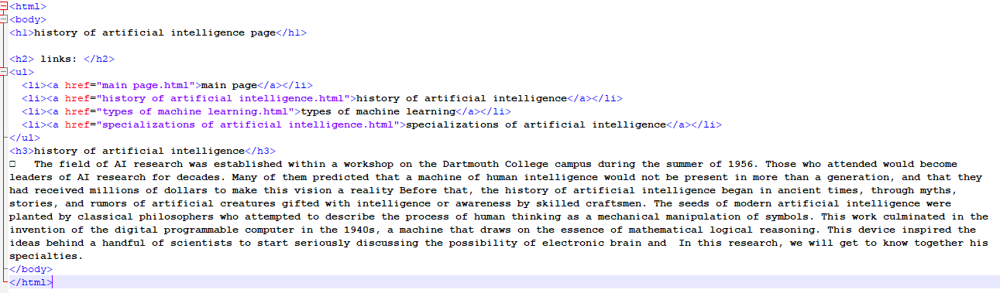 <html>
<body>
<h1>history of artificial intelligence page</h1>
<h2> links: </h2>
<ul>
<li><a href="main page.html">main page</a></li>
<li><a href="history of artificial intelligence.html">history of artificial intelligence</a></li>
<li><a href="types of machine learning.html">types of machine learning</a></li>
<li><a href="specializations of artificial intelligence.html">specializations of artificial intelligence</a></li>
</ul>
<h3>history of artificial intelligence</h3>
□ The field of AI research was established within a workshop on the Dartmouth College campus during the summer of 1956. Those who attended would become
leaders of AI research for decades. Many of them predicted that a machine of human intelligence would not be present in more than a generation, and that they
had received millions of dollars to make this vision a reality Before that, the history of artificial intelligence began in ancient times, through myths,
stories, and rumors of artificial creatures gifted with intelligence or awareness by skilled craftsmen. The seeds of modern artificial intelligence were
planted by classical philosophers who attempted to describe the process of human thinking as a mechanical manipulation of symbols. This work culminated in the
invention of the digital programmable computer in the 1940s, a machine that draws on the essence of mathematical logical reasoning. This device inspired the
ideas behind a handful of scientists to start seriously discussing the possibility of electronic brain and  In this research, we will get to know together his
specialties.
</body>
</html>